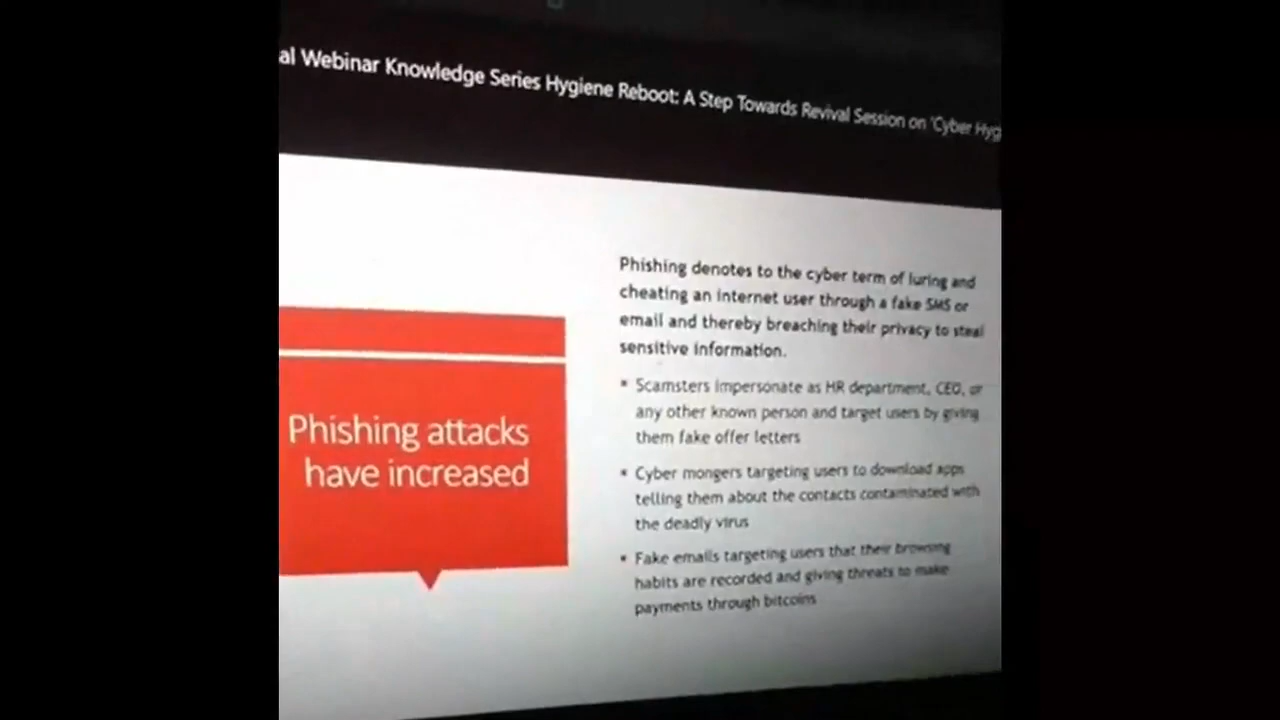 al Webinar Knowledge Series Hygiene Reboot: A Step Towards Revival Session on 'Cyber Hyg
Phishing attacks
have increased
Phishing denotes to the cyber term of luring and
cheating an internet user through a fake SMS or
email and thereby breaching their privacy to steal
sensitive information.
▪ Scamsters impersonate as HR department, CEO, or
any other known person and target users by giving
them fake offer letters
▪ Cyber mongers targeting users to download apps
telling them about the contacts contaminated with
the deadly virus
▪ Fake emails targeting users that their browsing
habits are recorded and giving threats to make
payments through bitcoins